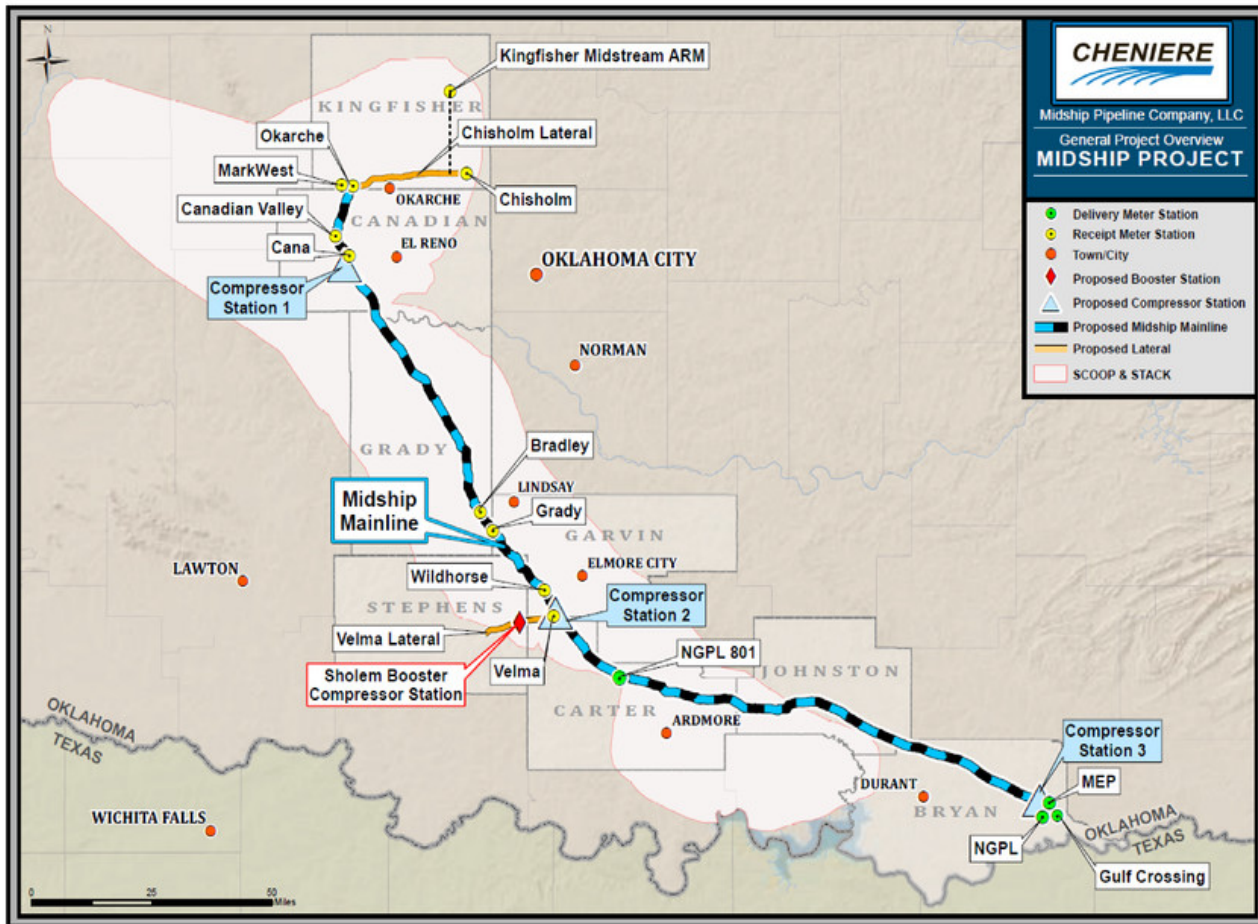 N
CHENIERE
Midship Pipeline Company, LLC
General Project Overview
MIDSHIP PROJECT
Delivery Meter Station
Receipt Meter Station
Town/City
Proposed Booster Station
Proposed Compressor Station
Proposed Midship Mainline
Proposed Lateral
SCOOP & STACK
Kingfisher Midstream ARM
KINGFISHER
Okarche
Chisholm Lateral
MarkWest
OKARCHE
Chisholm
Canadian Valley
CANADIAN
Cana
EL RENO
OKLAHOMA CITY
Compressor
Station 1
NORMAN
GRADY
Bradley
LINDSAY
Midship
Mainline
Grady
GARVIN
LAWTON
Wildhorse
ELMORE CITY
STEPHENS
Compressor
Station 2
Velma Lateral
NGPL 801
JOHNSTON
Sholem Booster
Compressor Station
Velma
CARTER
ARDMORE
OKLAHOMA
TEXAS
Compressor
Station 3
DURANT
MEP
BRYAN
WICHITA FALLS
OKLAHOMA
TEXAS
NGPL
Gulf Crossing
0
25
50
Miles